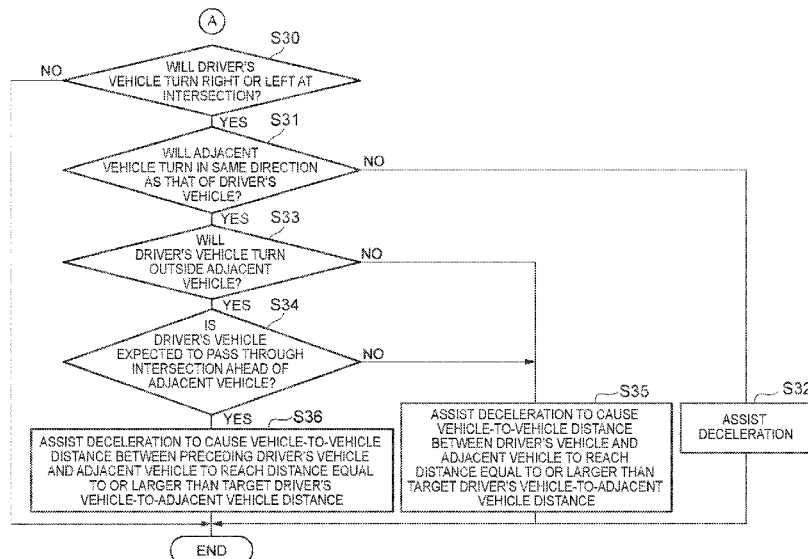 A
S30
NO
WILL DRIVER'S
VEHICLE TURN RIGHT OR LEFT AT
INTERSECTION?
YES
S31
WILL ADJACENT
VEHICLE TURN IN SAME DIRECTION
AS THAT OF DRIVER'S
VEHICLE?
NO
YES
S33
WILL
DRIVER'S VEHICLE TURN
OUTSIDE ADJACENT
VEHICLE?
NO
YES
S34
IS
DRIVER'S VEHICLE
EXPECTED TO PASS THROUGH
INTERSECTION AHEAD OF
ADJACENT VEHICLE?
NO
YES
S36
ASSIST DECELERATION TO CAUSE VEHICLE-TO-VEHICLE
DISTANCE BETWEEN PRECEDING DRIVER'S VEHICLE
AND ADJACENT VEHICLE TO REACH DISTANCE EQUAL
TO OR LARGER THAN TARGET DRIVER'S
VEHICLE-TO-ADJACENT VEHICLE DISTANCE
S35
ASSIST DECELERATION TO CAUSE
VEHICLE-TO-VEHICLE DISTANCE
BETWEEN DRIVER'S VEHICLE AND
ADJACENT VEHICLE TO REACH
DISTANCE EQUAL TO OR LARGER THAN
TARGET DRIVER'S VEHICLE-TO-ADJACENT
VEHICLE DISTANCE
S32
ASSIST
DECELERATION
END